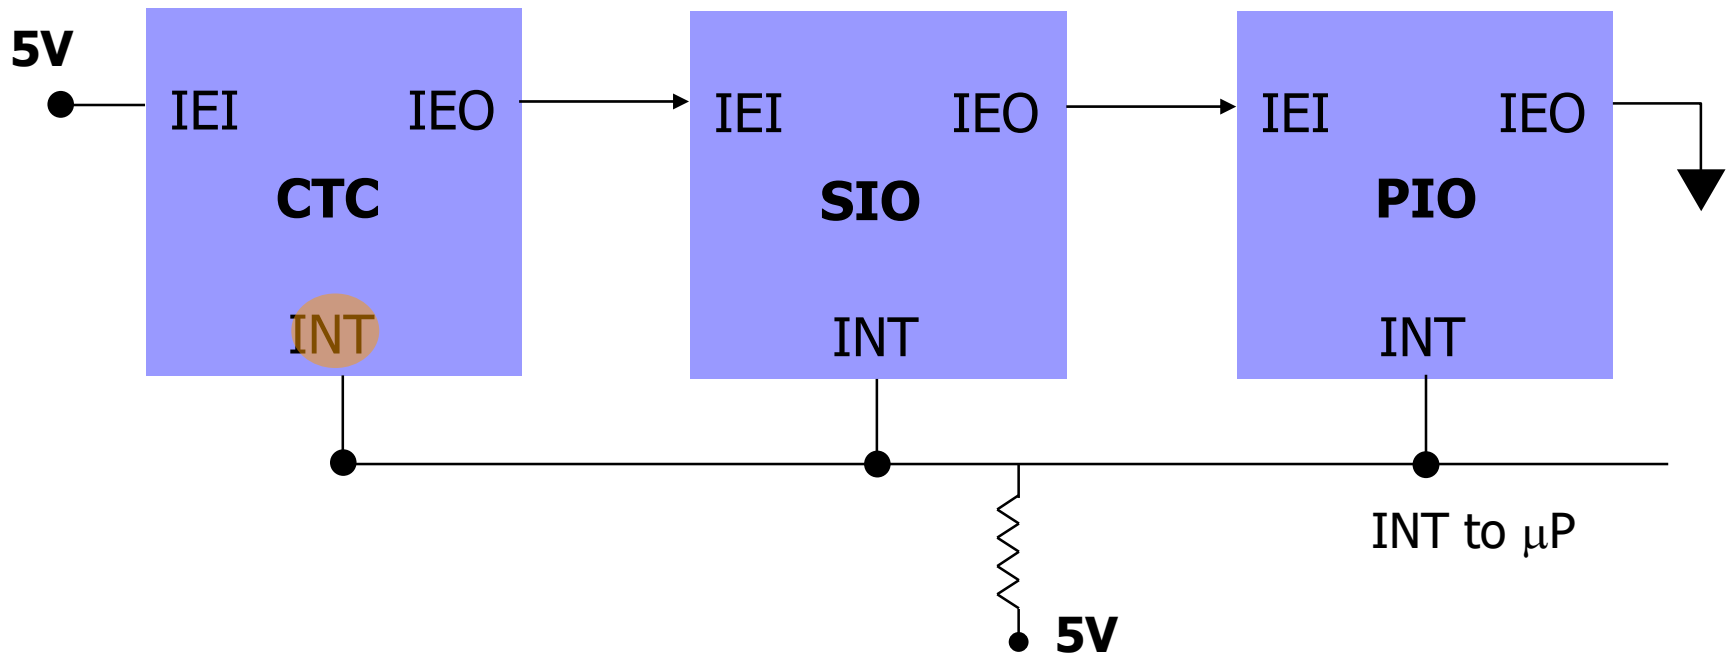 5V
IEI IEO
CTC
INT
IEI IEO
SIO
INT
IEI IEO
PIO
INT
INT to μP
5V